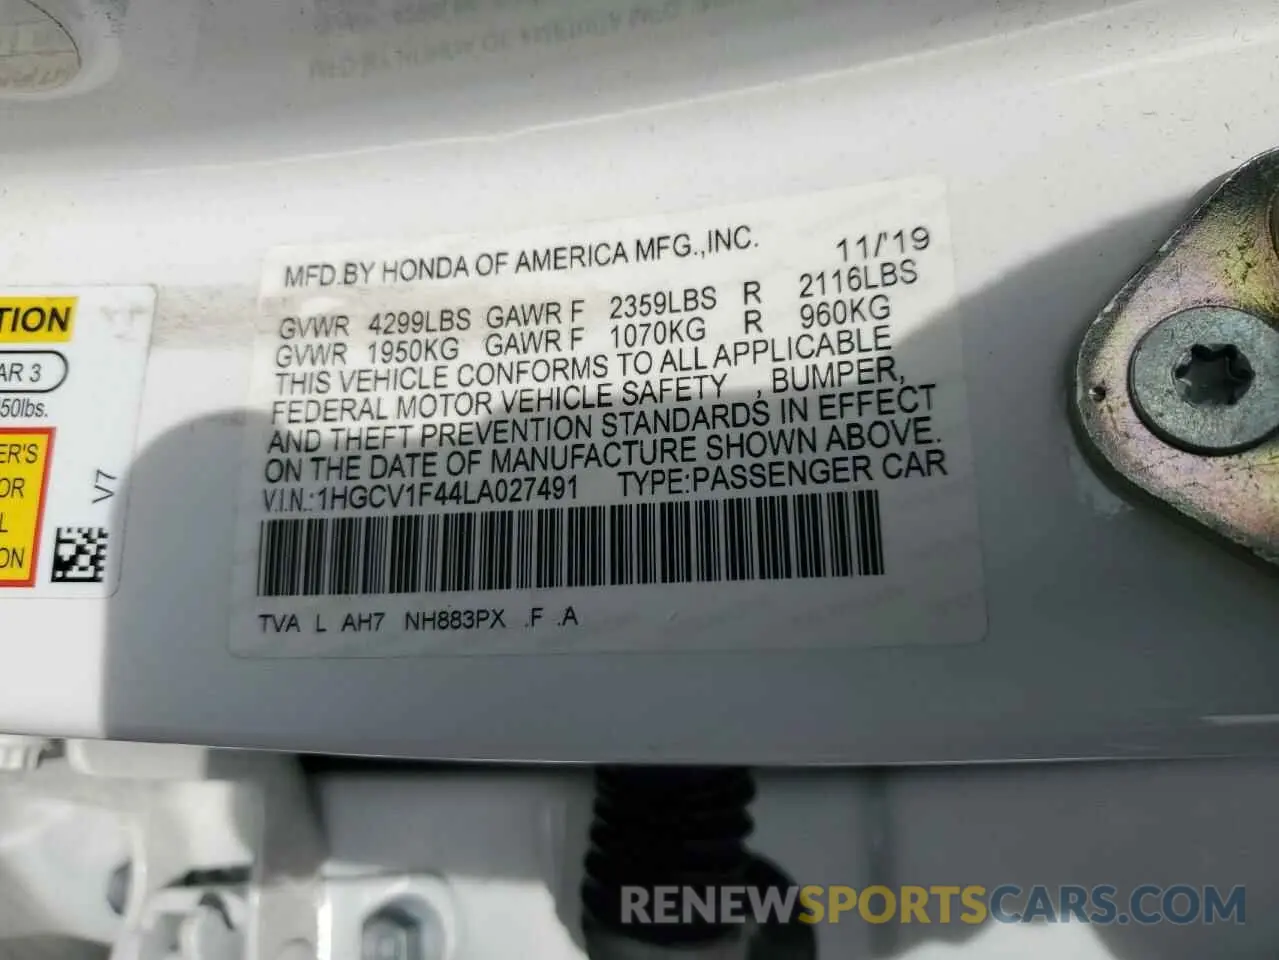 MFD.BY HONDA OF AMERICA MFG.,INC. 11/'19
GVWR 4299LBS GAWR F 2359LBS R 2116LBS
GVWR 1950KG GAWR F 1070KG R 960KG
THIS VEHICLE CONFORMS TO ALL APPLICABLE
FEDERAL MOTOR VEHICLE SAFETY , BUMPER,
AND THEFT PREVENTION STANDARDS IN EFFECT
ON THE DATE OF MANUFACTURE SHOWN ABOVE.
V.I.N.:1HGCV1F44LA027491 TYPE:PASSENGER CAR
TVA L AH7 NH883PX .F .A
TION
AR 3
50lbs.
ER'S
OR
L
ON
V7
RENEWSPORTSCARS.COM